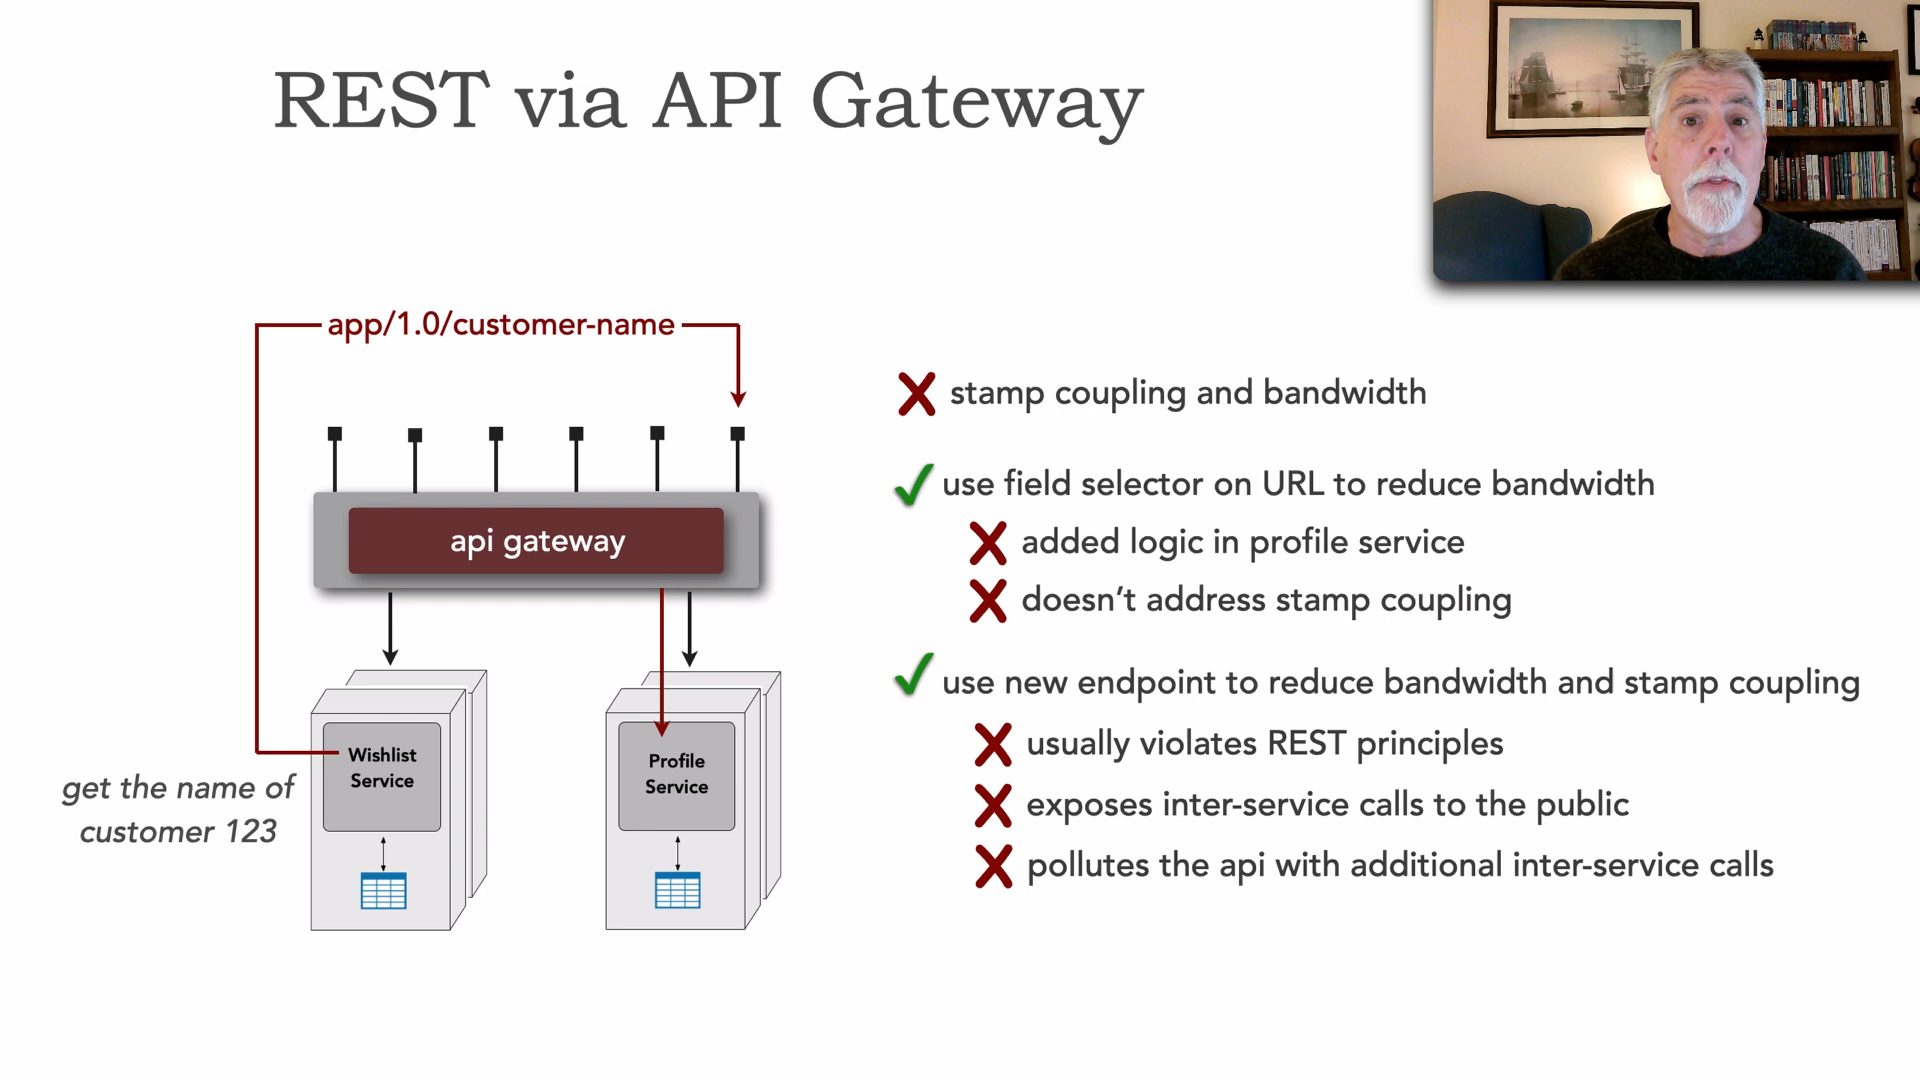 REST via API Gateway
app/1.0/customer-name
api gateway
Wishlist
Service
Profile
Service
get the name of
customer 123
stamp coupling and bandwidth
use field selector on URL to reduce bandwidth
added logic in profile service
doesn't address stamp coupling
use new endpoint to reduce bandwidth and stamp coupling
usually violates REST principles
exposes inter-service calls to the public
pollutes the api with additional inter-service calls